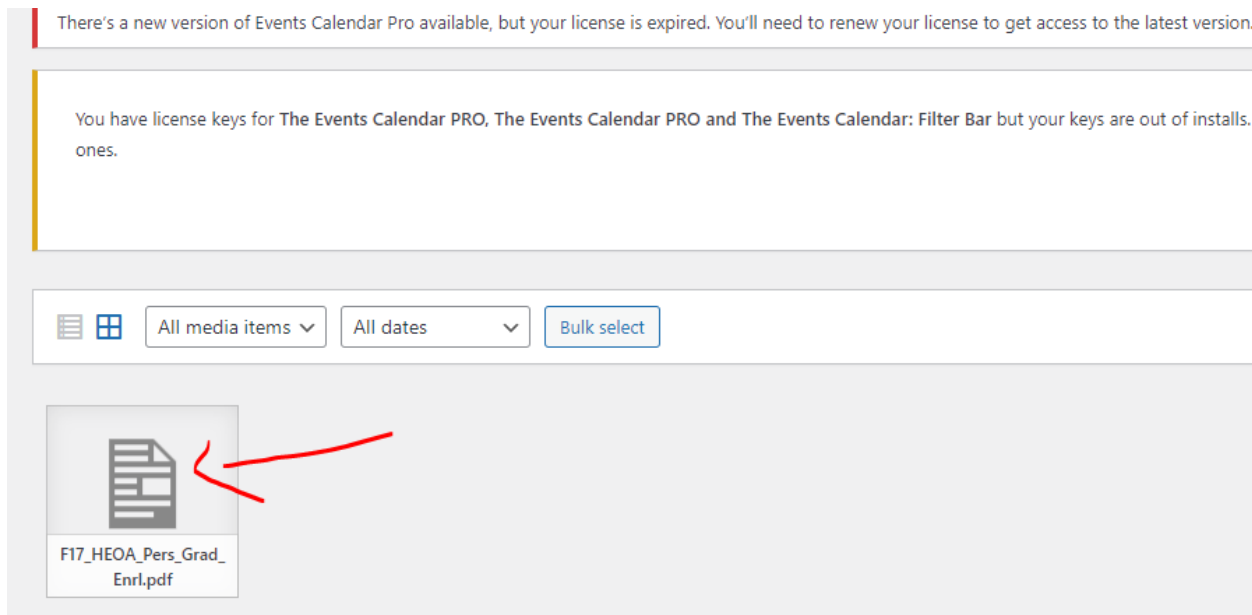 There's a new version of Events Calendar Pro available, but your license is expired. You'll need to renew your license to get access to the latest version.
You have license keys for The Events Calendar PRO, The Events Calendar PRO and The Events Calendar: Filter Bar but your keys are out of installs.
ones.
All media items
All dates
Bulk select
F17_HEOA_Pers_Grad_
Enrl.pdf